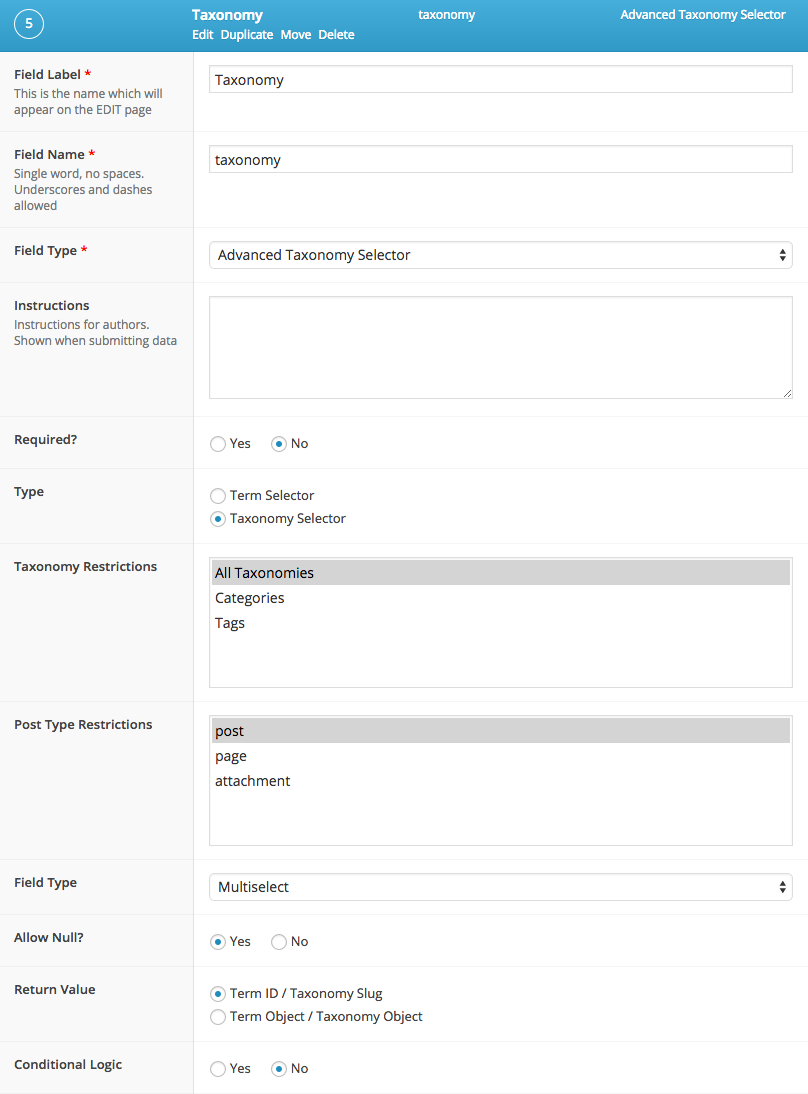 5
Taxonomy
taxonomy
Advanced Taxonomy Selector
Edit Duplicate Move Delete
Field Label *
This is the name which will
appear on the EDIT page
Taxonomy
Field Name *
Single word, no spaces.
Underscores and dashes
allowed
taxonomy
Field Type *
Advanced Taxonomy Selector
Instructions
Instructions for authors.
Shown when submitting data
Required?
Yes No
Type
Term Selector
Taxonomy Selector
Taxonomy Restrictions
All Taxonomies
Categories
Tags
Post Type Restrictions
post
page
attachment
Field Type
Multiselect
Allow Null?
Yes No
Return Value
Term ID / Taxonomy Slug
Term Object / Taxonomy Object
Conditional Logic
Yes No